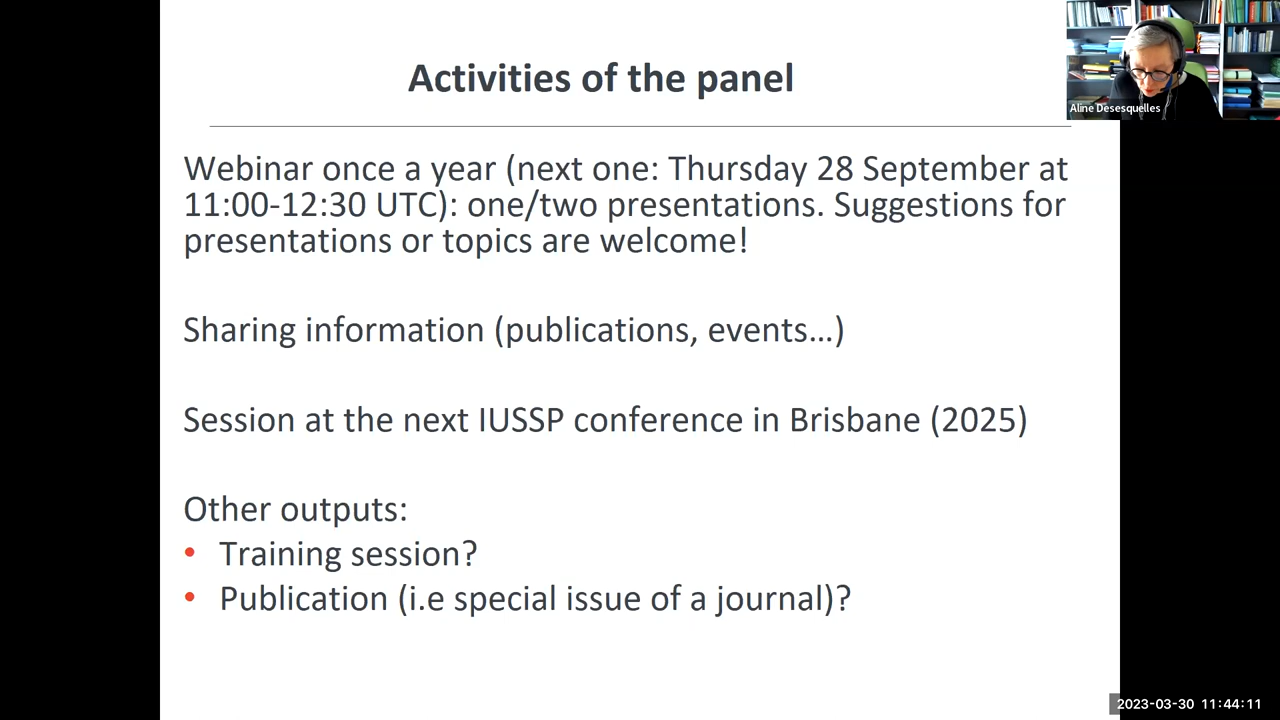 Activities of the panel
Aline Desesquelles
Webinar once a year (next one: Thursday 28 September at
11:00-12:30 UTC): one/two presentations. Suggestions for
presentations or topics are welcome!
Sharing information (publications, events…)
Session at the next IUSSP conference in Brisbane (2025)
Other outputs:
• Training session?
• Publication (i.e special issue of a journal)?
2023-03-30 11:44:11